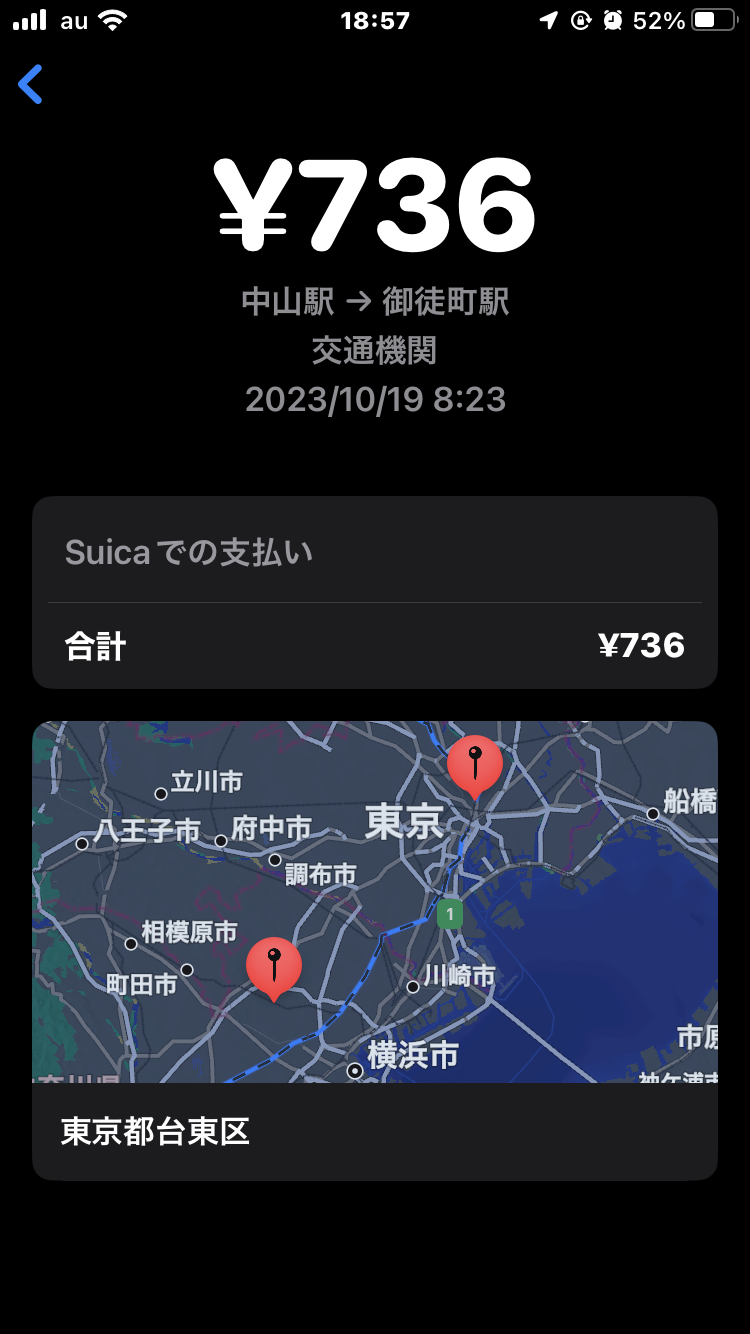 au 18:57 52%
¥736
中山駅 → 御徒町駅
交通機関
2023/10/19 8:23
Suicaでの支払い
合計 ¥736
立川市
船橋
東京
八王子市
府中市
調布市
1
相模原市
町田市
川崎市
市原
横浜市
東京都台東区